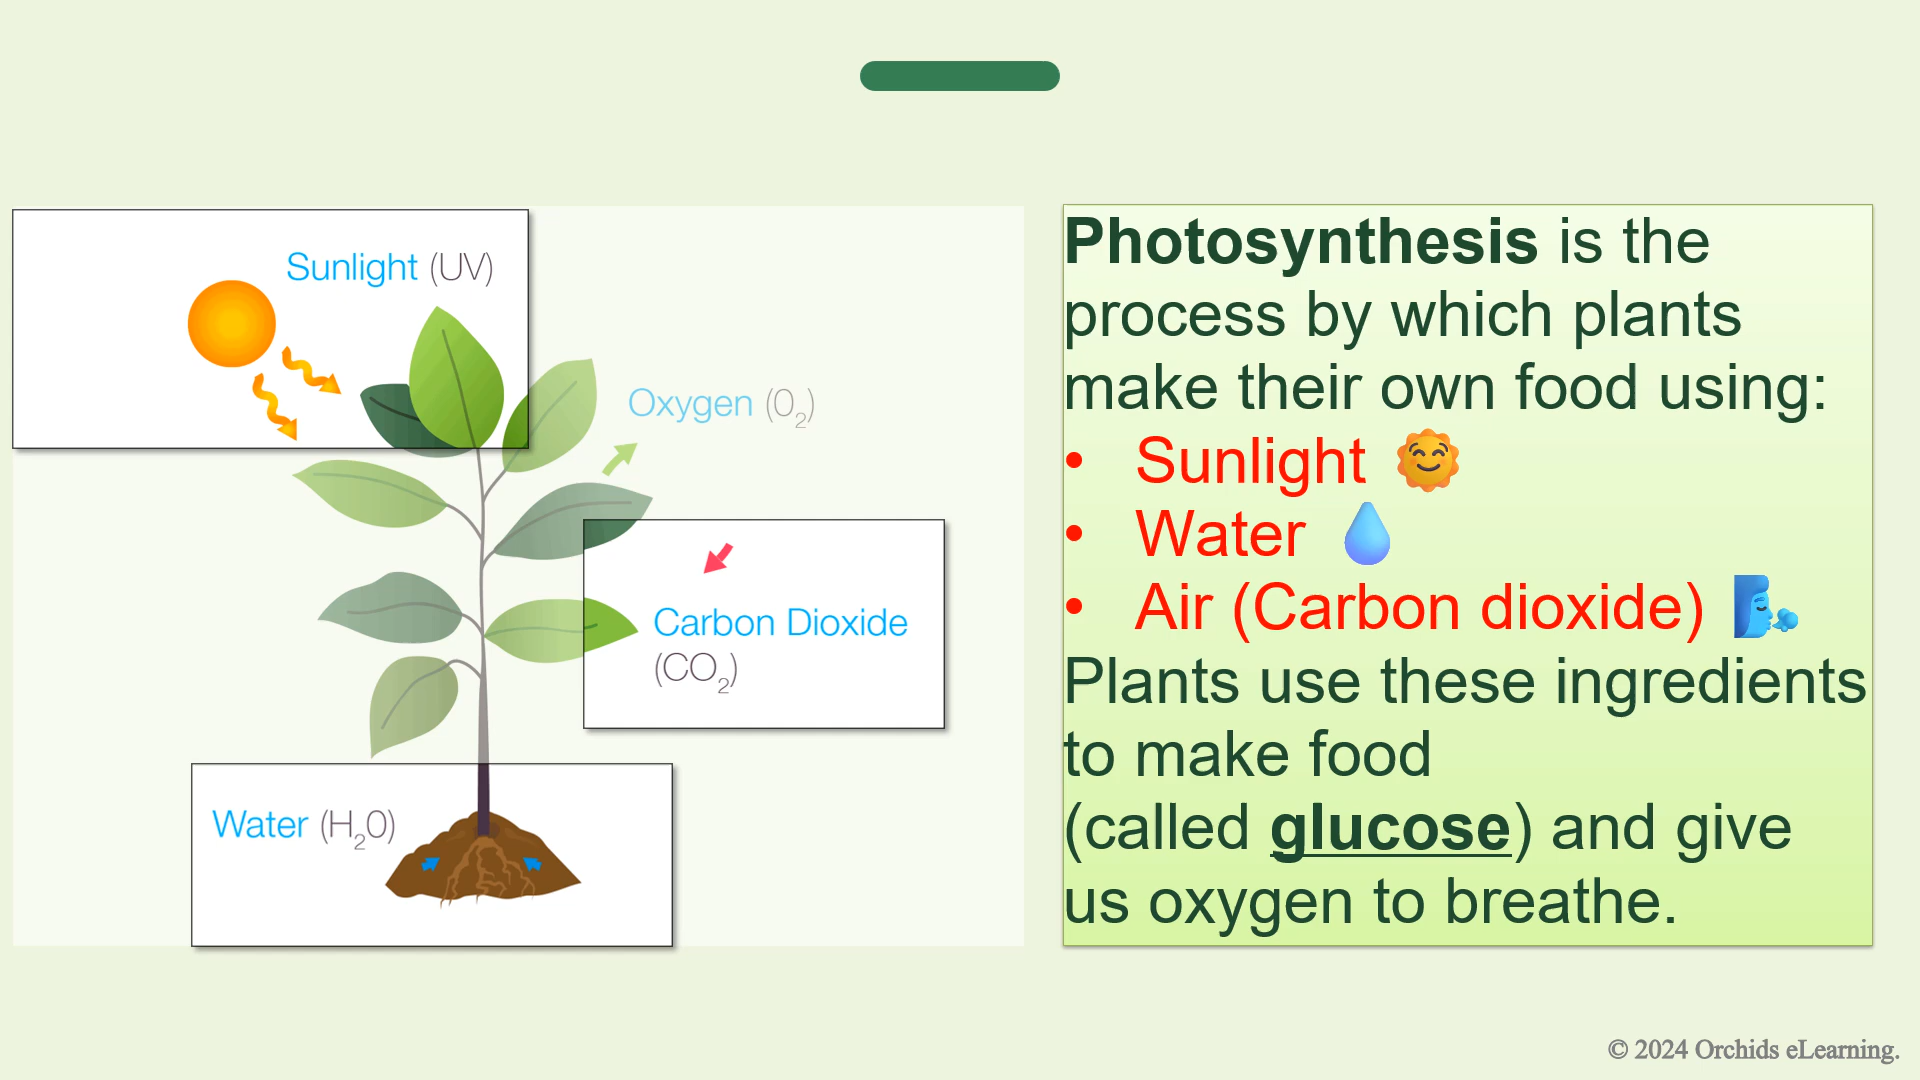 Sunlight (UV)
Oxygen (O₂)
Carbon Dioxide
(CO₂)
Water (H₂O)
Photosynthesis is the
process by which plants
make their own food using:
• Sunlight 🌞
• Water 💧
• Air (Carbon dioxide) 🌬️
Plants use these ingredients
to make food
(called glucose) and give
us oxygen to breathe.
© 2024 Orchids eLearning.